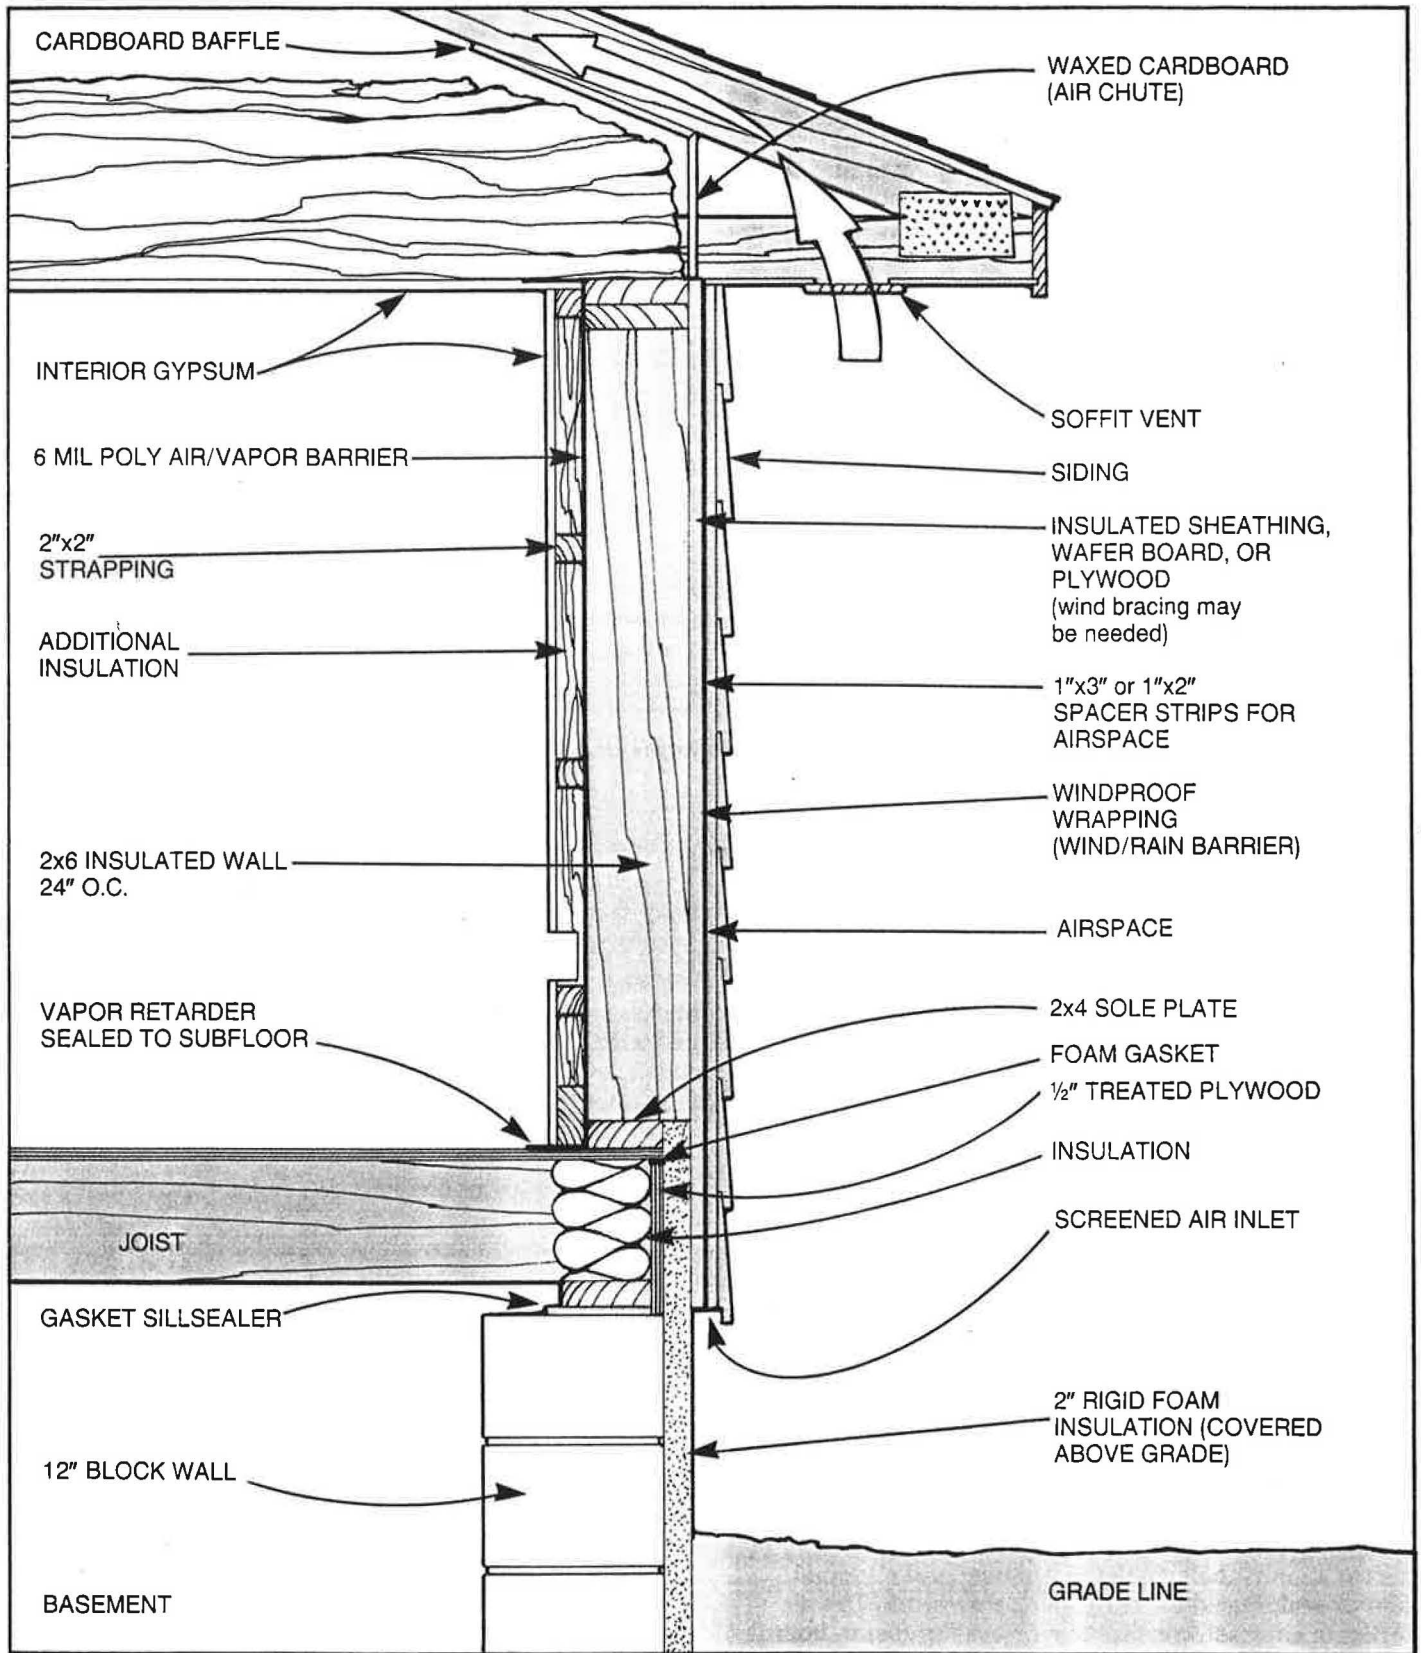 CARDBOARD BAFFLE
WAXED CARDBOARD
(AIR CHUTE)
INTERIOR GYPSUM
SOFFIT VENT
6 MIL POLY AIR/VAPOR BARRIER
SIDING
2"x2"
STRAPPING
INSULATED SHEATHING,
WAFER BOARD, OR
PLYWOOD
(wind bracing may
be needed)
ADDITIONAL
INSULATION
1"x3" or 1"x2"
SPACER STRIPS FOR
AIRSPACE
WINDPROOF
WRAPPING
(WIND/RAIN BARRIER)
2x6 INSULATED WALL
24" O.C.
AIRSPACE
VAPOR RETARDER
SEALED TO SUBFLOOR
2x4 SOLE PLATE
FOAM GASKET
½" TREATED PLYWOOD
INSULATION
SCREENED AIR INLET
JOIST
GASKET SILLSEALER
2" RIGID FOAM
INSULATION (COVERED
ABOVE GRADE)
12" BLOCK WALL
BASEMENT
GRADE LINE